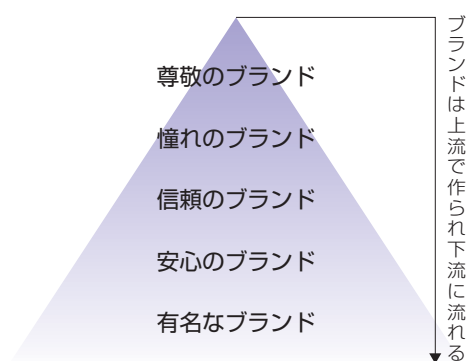 尊敬のブランド
憧れのブランド
信頼のブランド
安心のブランド
有名なブランド
ブランドは上流で作られ下流に流れる